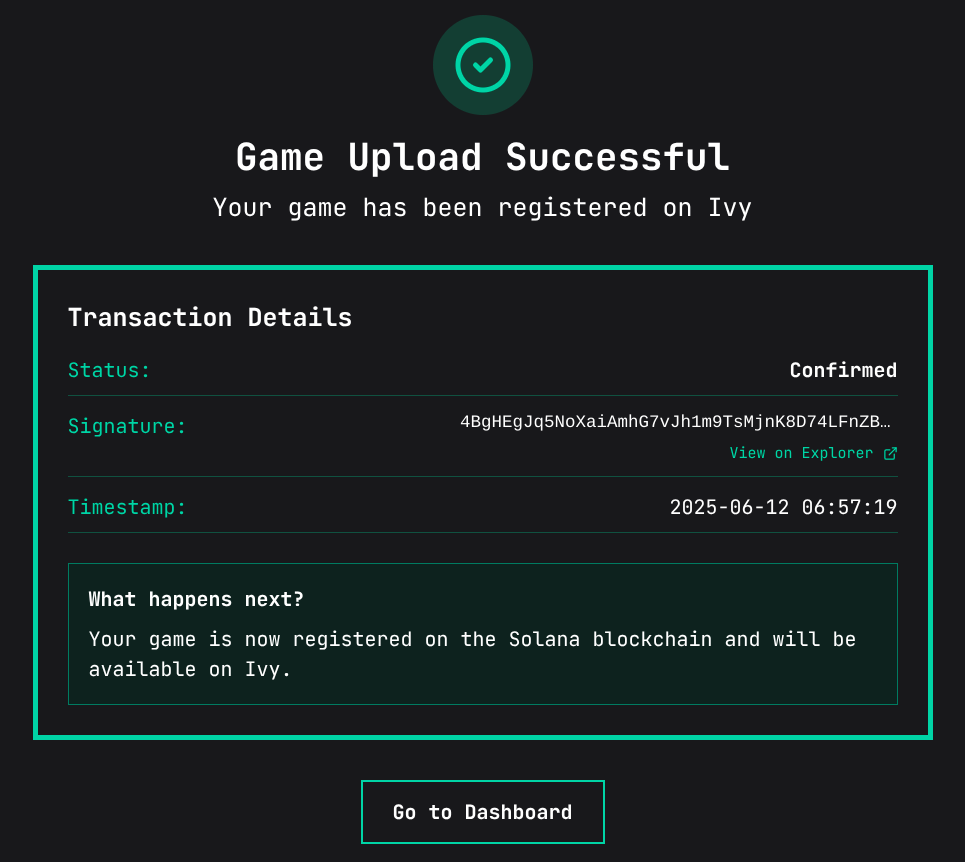 Game Upload Successful
Your game has been registered on Ivy
Transaction Details
Status: Confirmed
Signature: 4BgHEgJq5NoXaiAmhG7vJh1m9TsMjnK8D74LFnZB…
View on Explorer
Timestamp: 2025-06-12 06:57:19
What happens next?
Your game is now registered on the Solana blockchain and will be
available on Ivy.
Go to Dashboard